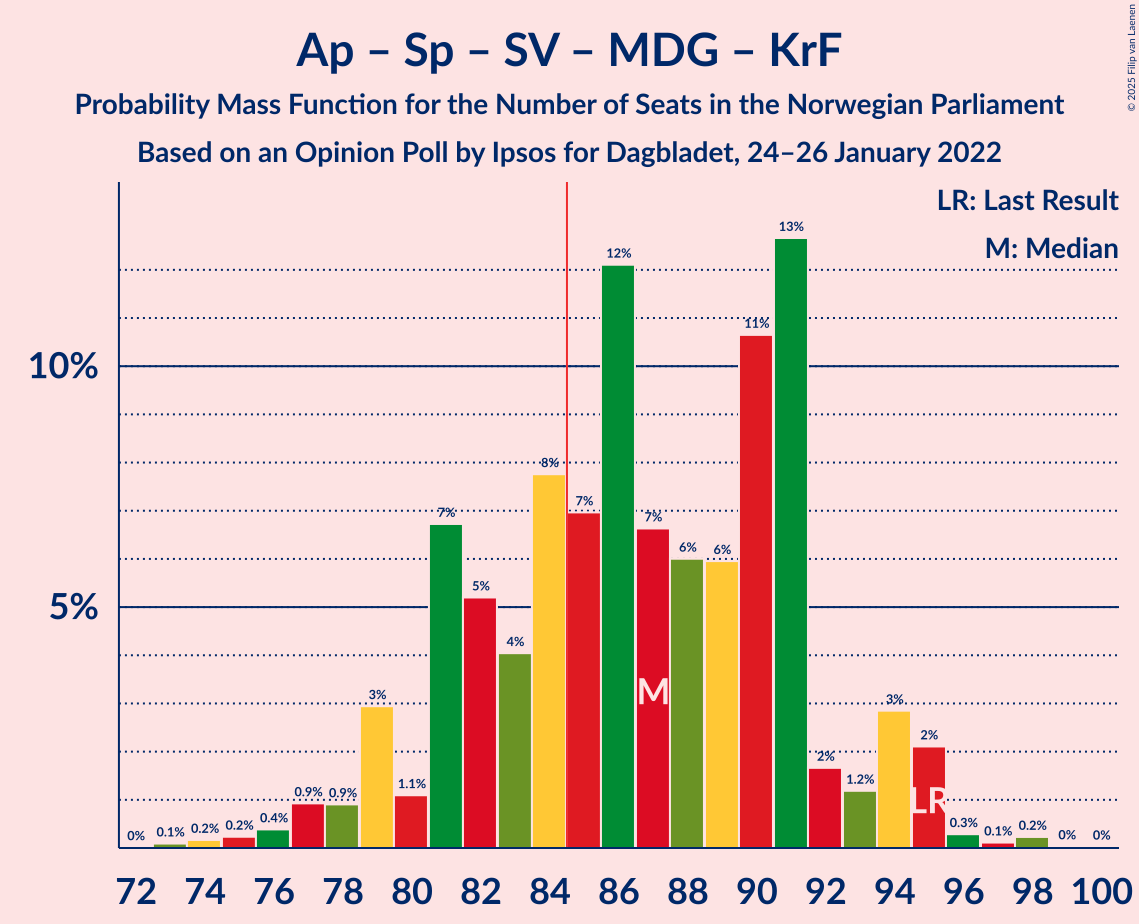 Ap – Sp – SV – MDG – KrF
Probability Mass Function for the Number of Seats in the Norwegian Parliament
Based on an Opinion Poll by Ipsos for Dagbladet, 24–26 January 2022
© 2025 Filip van Laenen
LR: Last Result
M: Median
10%
5%
0% 0.1% 0.2% 0.2% 0.4% 0.9% 0.9% 3% 1.1% 7% 5% 4% 8% 7% 12% 7% 6% 6% 11% 13% 2% 1.2% 3% 2% 0.3% 0.1% 0.2% 0% 0%
M
LR
72 74 76 78 80 82 84 86 88 90 92 94 96 98 100